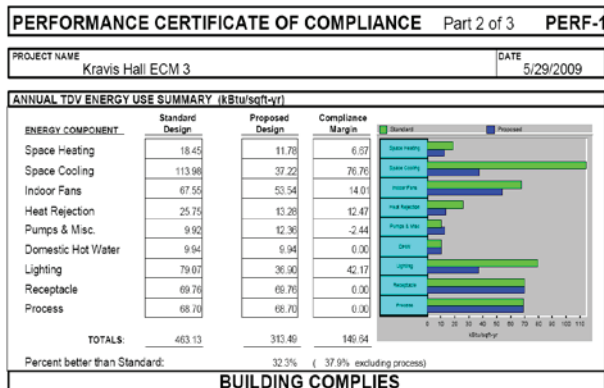 PERFORMANCE CERTIFICATE OF COMPLIANCE Part 2 of 3 PERF-1
PROJECT NAME DATE
Kravis Hall ECM 3 5/29/2009
ANNUAL TDV ENERGY USE SUMMARY (kBtu/sqft-yr)
ENERGY COMPONENT Standard Design Proposed Design Compliance Margin
Space Heating 18.45 11.78 6.67
Space Cooling 113.98 37.22 76.76
Indoor Fans 67.55 53.54 14.01
Heat Rejection 25.75 13.28 12.47
Pumps & Misc. 9.92 12.36 -2.44
Domestic Hot Water 9.94 9.94 0.00
Lighting 79.07 36.90 42.17
Receptacle 69.76 69.76 0.00
Process 68.70 68.70 0.00
TOTALS: 463.13 313.49 149.64
Standard Proposed
Space Heating
Space Cooling
Indoor Fans
Heat Rejection
Pumps & Misc
DHW
Lighting
Receptacle
Process
0 10 20 30 40 50 60 70 80 90 100 110
kBtu/sqft-yr
Percent better than Standard: 32.3% ( 37.9% excluding process)
BUILDING COMPLIES